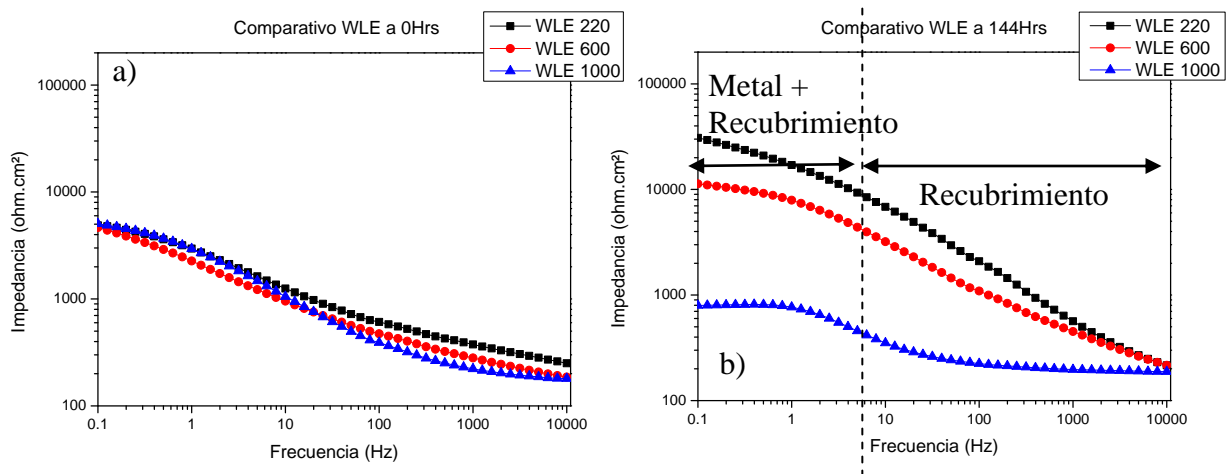 Comparativo WLE a 0Hrs
WLE 220
WLE 600
WLE 1000
a)
100000
10000
1000
100
Impedancia (ohm.cm²)
0.1 1 10 100 1000 10000
Frecuencia (Hz)
Comparativo WLE a 144Hrs
WLE 220
WLE 600
WLE 1000
Metal +
Recubrimiento
Recubrimiento
b)
100000
10000
1000
100
Impedancia (ohm.cm²)
0.1 1 10 100 1000 10000
Frecuencia (Hz)